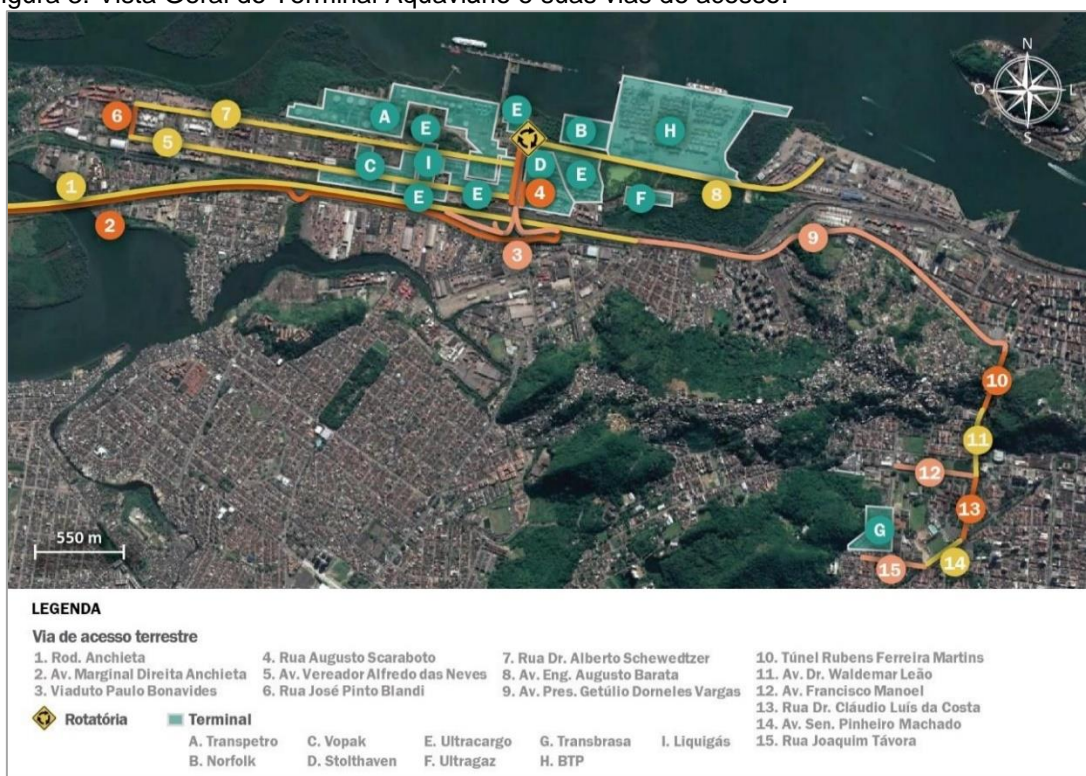 igura 3: Vista Geral do Terminal Aquaviário e suas vias de acesso.
N
O
L
S
6
7
A
E
E
B
H
5
C
I
D
E
1
E
E
4
F
8
2
3
9
10
11
12
13
G
14
15
550 m
LEGENDA
Via de acesso terrestre
1. Rod. Anchieta
2. Av. Marginal Direita Anchieta
3. Viaduto Paulo Bonavides
4. Rua Augusto Scaraboto
5. Av. Vereador Alfredo das Neves
6. Rua José Pinto Blandi
7. Rua Dr. Alberto Schewedtzer
8. Av. Eng. Augusto Barata
9. Av. Pres. Getúlio Dorneles Vargas
10. Túnel Rubens Ferreira Martins
11. Av. Dr. Waldemar Leão
12. Av. Francisco Manoel
13. Rua Dr. Cláudio Luís da Costa
14. Av. Sen. Pinheiro Machado
15. Rua Joaquim Távora
Rotatória
Terminal
A. Transpetro
B. Norfolk
C. Vopak
D. Stolthaven
E. Ultracargo
F. Ultragaz
G. Transbrasa
H. BTP
I. Liquigás